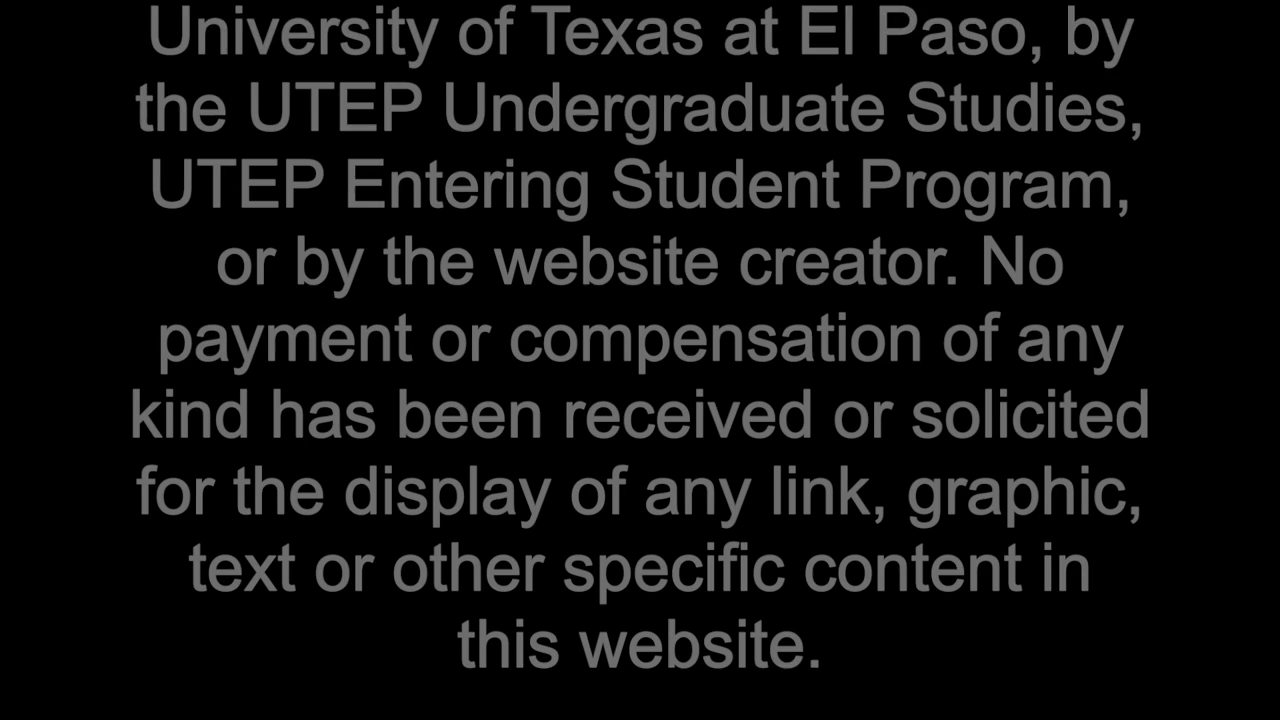 University of Texas at El Paso, by
the UTEP Undergraduate Studies,
UTEP Entering Student Program,
or by the website creator. No
payment or compensation of any
kind has been received or solicited
for the display of any link, graphic,
text or other specific content in
this website.